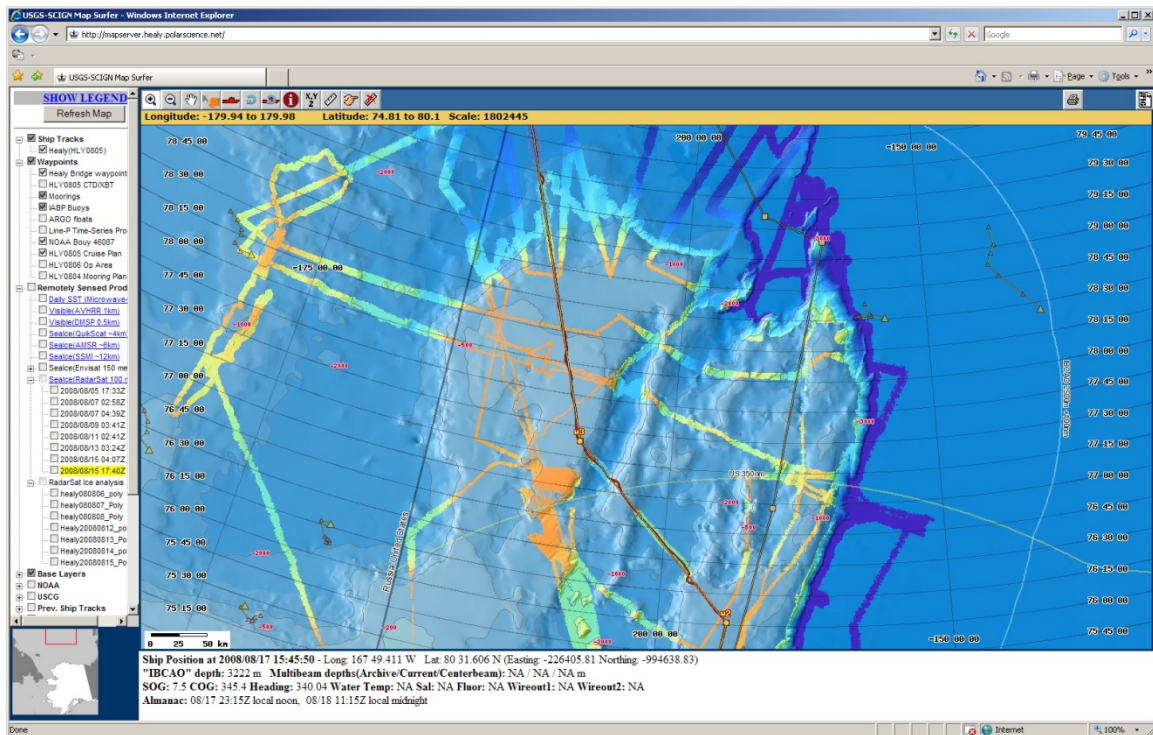 USGS-SCIGN Map Surfer - Windows Internet Explorer
http://mapserver.healy.polarscience.net/
Google
USGS-SCIGN Map Surfer
Page Tools
SHOW LEGEND
Refresh Map
Ship Tracks
Healy(HLY0805)
Waypoints
Healy Bridge waypoint
HLY0805 CTD/XBT
Moorings
IABP Buoys
ARGO floats
Line-P Time-Series Pro
NOAA Bouy 46087
HLY0805 Cruise Plan
HLY0806 Op Area
HLY0804 Mooring Plan
Remotely Sensed Prod
Daily SST (Microwave-
Visible(AVHRR 1km)
Visible(DMSP 0.5km)
SeaIce(QuikScat ~4km)
SeaIce(AMSR ~6km)
SeaIce(SSMI ~12km)
SeaIce(Envisat 150 me
SeaIce(RadarSat 100 m
2008/08/05 17:33Z
2008/08/07 02:58Z
2008/08/07 04:39Z
2008/08/09 03:41Z
2008/08/11 02:41Z
2008/08/13 03:24Z
2008/08/15 04:07Z
2008/08/15 17:40Z
RadarSat Ice analysis
healy080806_poly
healy080807_Poly
healy080808_Poly
Healy20080812_po
Healy20080813_po
Healy20080814_po
Healy20080815_Po
Base Layers
NOAA
USCG
Prev. Ship Tracks
X,Y
Z
Longitude: -179.94 to 179.98 Latitude: 74.81 to 80.1 Scale: 1802445
78 45 00
78 30 00
78 15 00
78 00 00
77 45 00
77 30 00
77 15 00
77 00 00
76 45 00
76 30 00
76 15 00
76 00 00
75 45 00
75 30 00
75 15 00
-175 00 00
200 00 00
-150 00 00
79 45 00
79 30 00
79 15 00
79 00 00
78 45 00
78 30 00
78 15 00
78 00 00
77 45 00
77 30 00
77 15 00
77 00 00
76 45 00
76 30 00
76 15 00
76 00 00
75 45 00
200 00 00
-150 00 00
US 350nm
Russia-United States
0 25 50 km
Ship Position at 2008/08/17 15:45:50 - Long: 167 49.411 W Lat: 80 31.606 N (Easting: -226405.81 Northing: -994638.83)
"IBCAO" depth: 3222 m Multibeam depths(Archive/Current/Centerbeam): NA / NA / NA m
SOG: 7.5 COG: 345.4 Heading: 340.04 Water Temp: NA Sal: NA Fluor: NA Wireout1: NA Wireout2: NA
Almanac: 08/17 23:15Z local noon, 08/18 11:15Z local midnight
Done
Internet
100%